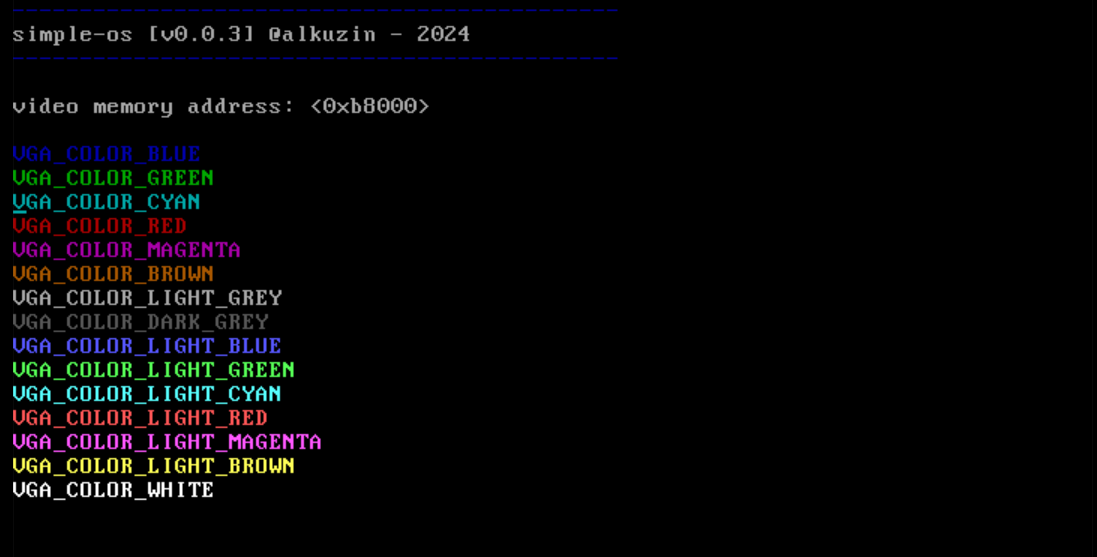 ---------------------------------------------
simple-os [v0.0.3] @alkuzin - 2024
---------------------------------------------
video memory address: <0xb8000>
VGA_COLOR_BLUE
VGA_COLOR_GREEN
VGA_COLOR_CYAN
VGA_COLOR_RED
VGA_COLOR_MAGENTA
VGA_COLOR_BROWN
VGA_COLOR_LIGHT_GREY
VGA_COLOR_DARK_GREY
VGA_COLOR_LIGHT_BLUE
VGA_COLOR_LIGHT_GREEN
VGA_COLOR_LIGHT_CYAN
VGA_COLOR_LIGHT_RED
VGA_COLOR_LIGHT_MAGENTA
VGA_COLOR_LIGHT_BROWN
VGA_COLOR_WHITE